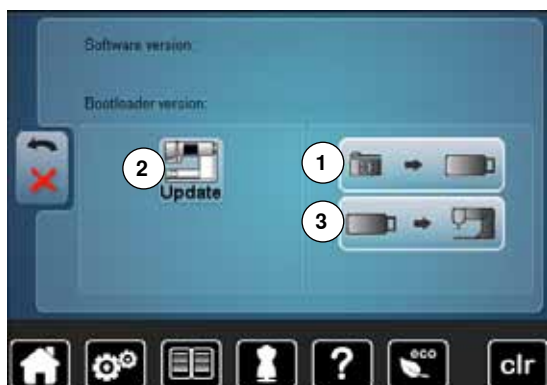 Software version:
Bootloader version:
1
2
Update
3
?
eco
clr